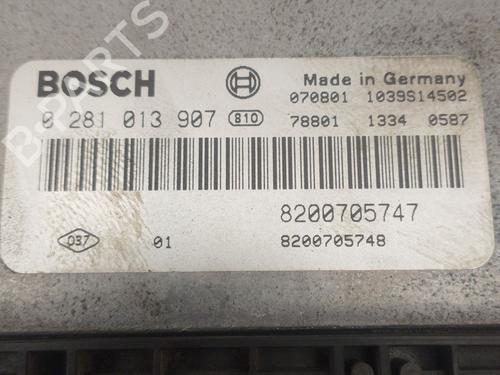 B-PARTS
BOSCH
Made in Germany
070801 1039S14502
0 281 013 907 810
78801 1334 0587
8200705747
037 01 8200705748